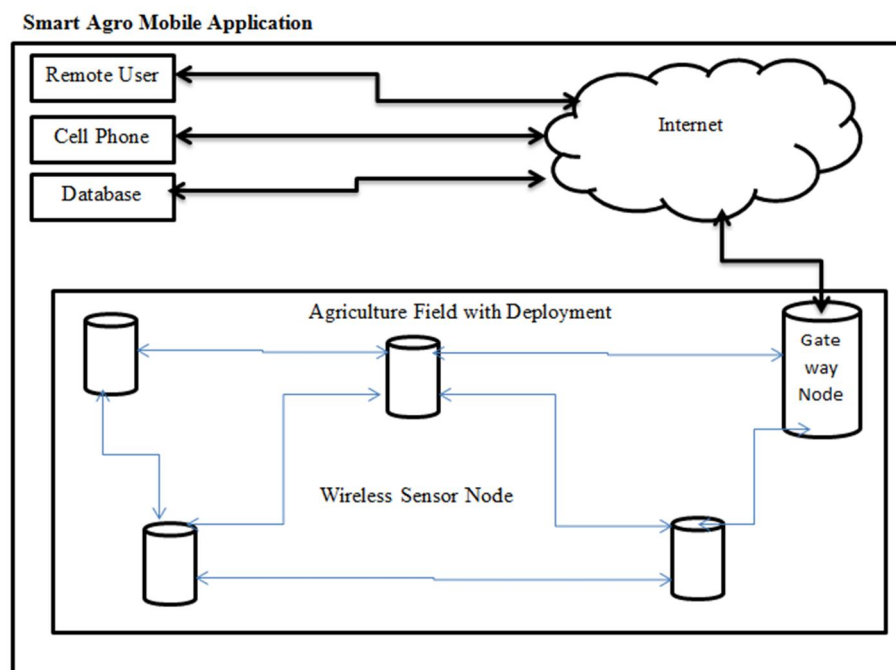 Smart Agro Mobile Application
Remote User
Cell Phone
Database
Internet
Agriculture Field with Deployment
Gate
way
Node
Wireless Sensor Node